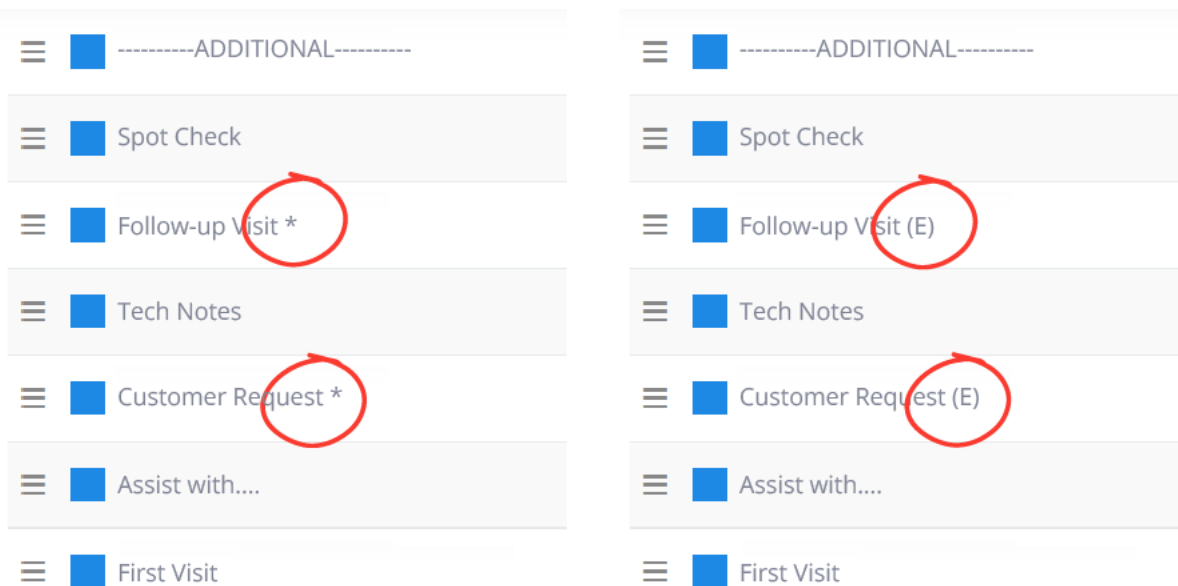 ----------ADDITIONAL----------
Spot Check
Follow-up Visit *
Tech Notes
Customer Request *
Assist with....
First Visit
----------ADDITIONAL----------
Spot Check
Follow-up Visit (E)
Tech Notes
Customer Request (E)
Assist with....
First Visit